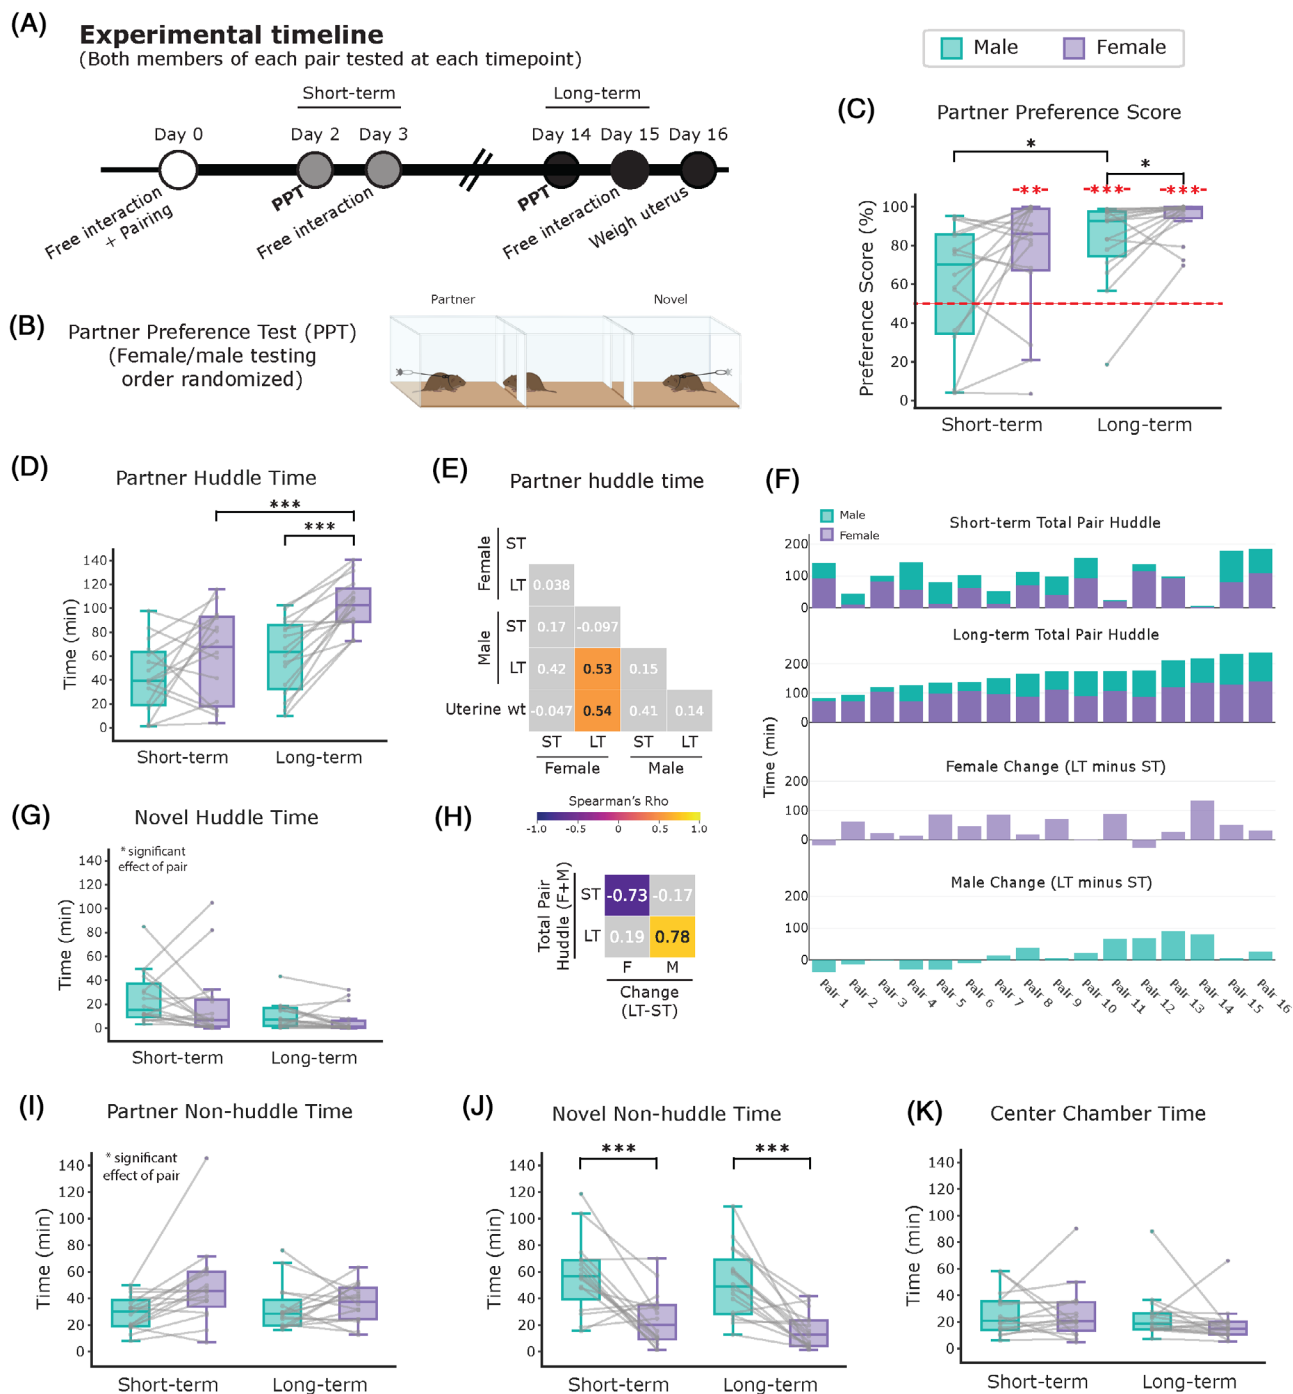 (A)
Experimental timeline
(Both members of each pair tested at each timepoint)
Short-term
Long-term
Day 0
Day 2
Day 3
Day 14
Day 15
Day 16
Free interaction
+ Pairing
PPT
Free interaction
PPT
Free interaction
Weigh uterus
Male
Female
(B)
Partner Preference Test (PPT)
(Female/male testing
order randomized)
Partner
Novel
(C)
Partner Preference Score
*
*
-**-
-***-
-***-
Preference Score (%)
100
80
60
40
20
0
Short-term
Long-term
(D)
Partner Huddle Time
***
***
Time (min)
140
120
100
80
60
40
20
0
Short-term
Long-term
(E)
Partner huddle time
Female
ST
LT
0.038
Male
ST
0.17
-0.097
LT
0.42
0.53
0.15
Uterine wt
-0.047
0.54
0.41
0.14
ST
LT
ST
LT
Female
Male
Spearman's Rho
-1.0
-0.5
0
0.5
1.0
(F)
Male
Female
Time (min)
Short-term Total Pair Huddle
200
100
0
Long-term Total Pair Huddle
200
100
0
Female Change (LT minus ST)
200
100
0
Male Change (LT minus ST)
200
100
0
Pair 1
Pair 2
Pair 3
Pair 4
Pair 5
Pair 6
Pair 7
Pair 8
Pair 9
Pair 10
Pair 11
Pair 12
Pair 13
Pair 14
Pair 15
Pair 16
(G)
Novel Huddle Time
* significant
effect of pair
Time (min)
140
120
100
80
60
40
20
0
Short-term
Long-term
(H)
Total Pair
Huddle (F+M)
ST
-0.73
-0.17
LT
0.19
0.78
F
M
Change
(LT-ST)
(I)
Partner Non-huddle Time
* significant
effect of pair
Time (min)
140
120
100
80
60
40
20
0
Short-term
Long-term
(J)
Novel Non-huddle Time
***
***
Time (min)
140
120
100
80
60
40
20
0
Short-term
Long-term
(K)
Center Chamber Time
Time (min)
140
120
100
80
60
40
20
0
Short-term
Long-term